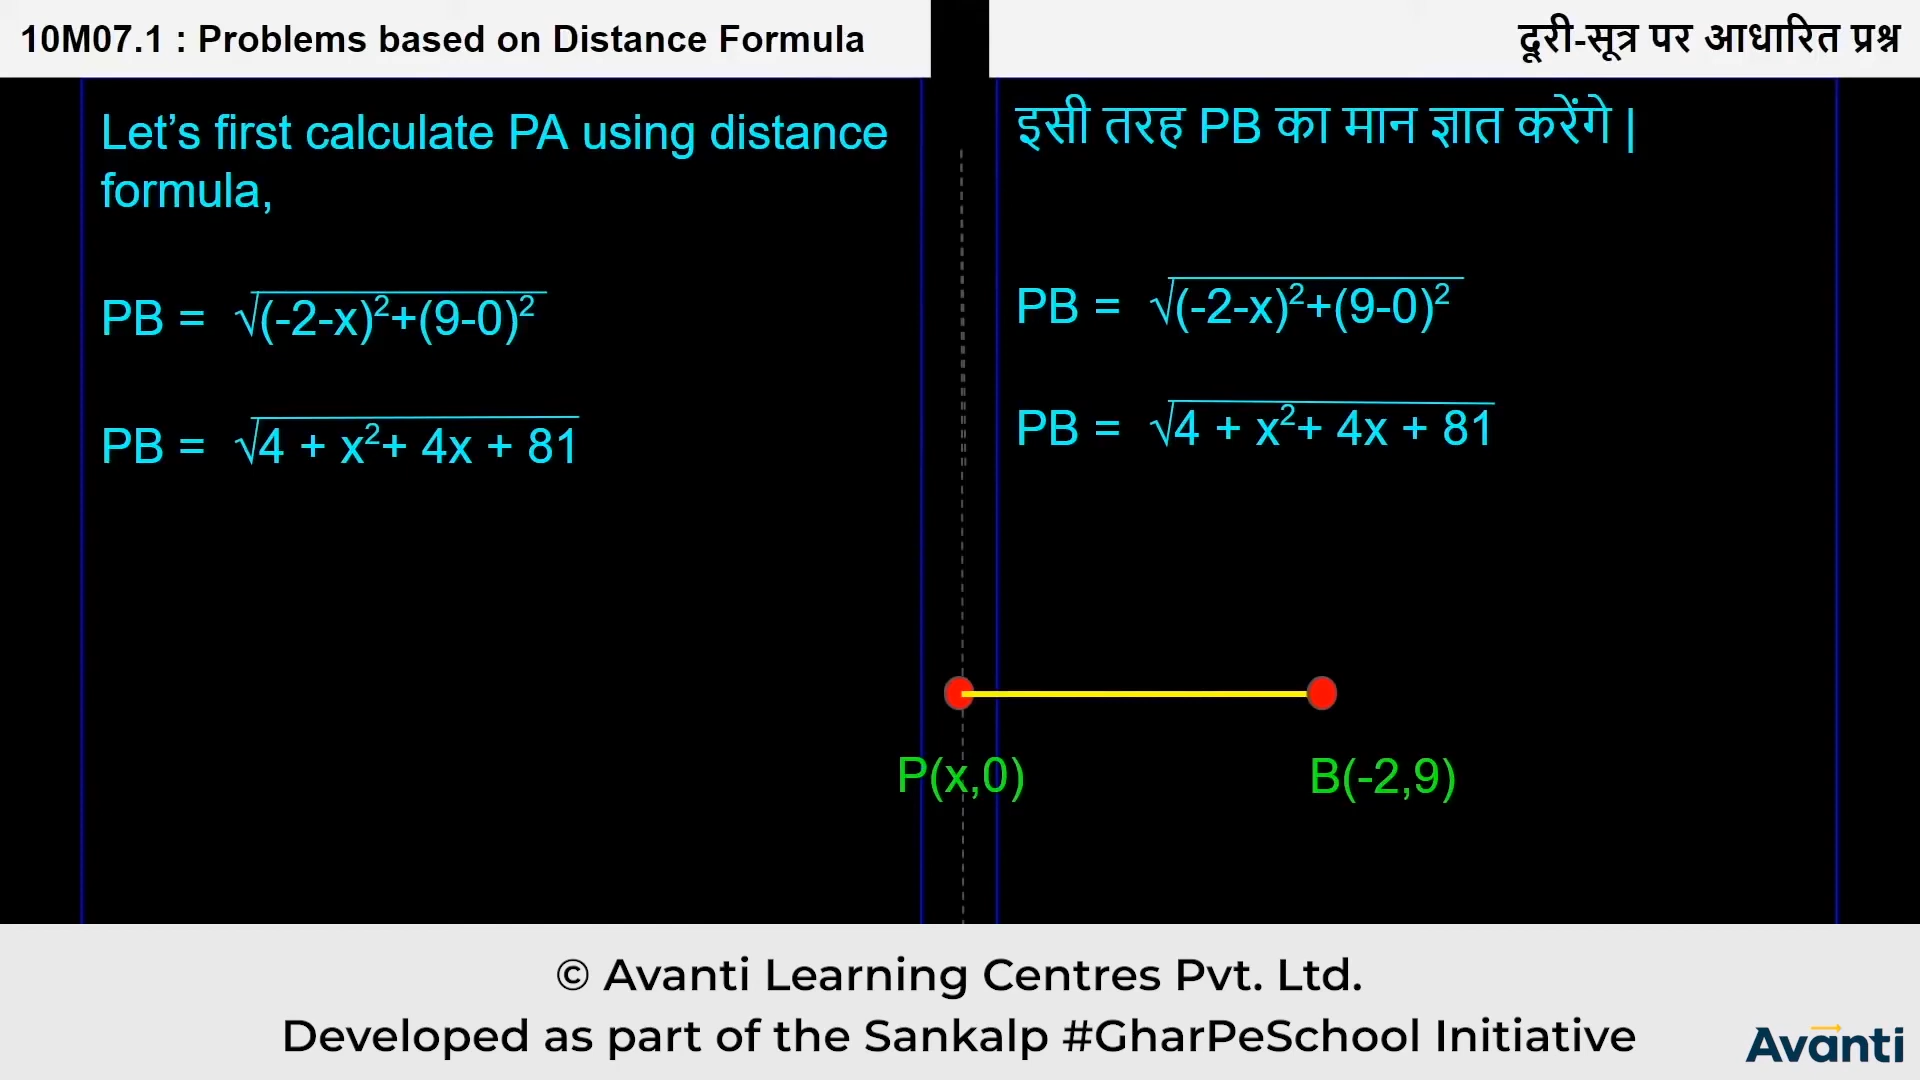 10M07.1 : Problems based on Distance Formula
दूरी-सूत्र पर आधारित प्रश्न
Let’s first calculate PA using distance
formula,
PB = √(-2-x)²+(9-0)²
PB = √4 + x²+ 4x + 81
इसी तरह PB का मान ज्ञात करेंगे |
PB = √(-2-x)²+(9-0)²
PB = √4 + x²+ 4x + 81
P(x,0)
B(-2,9)
© Avanti Learning Centres Pvt. Ltd.
Developed as part of the Sankalp #GharPeSchool Initiative
Avanti